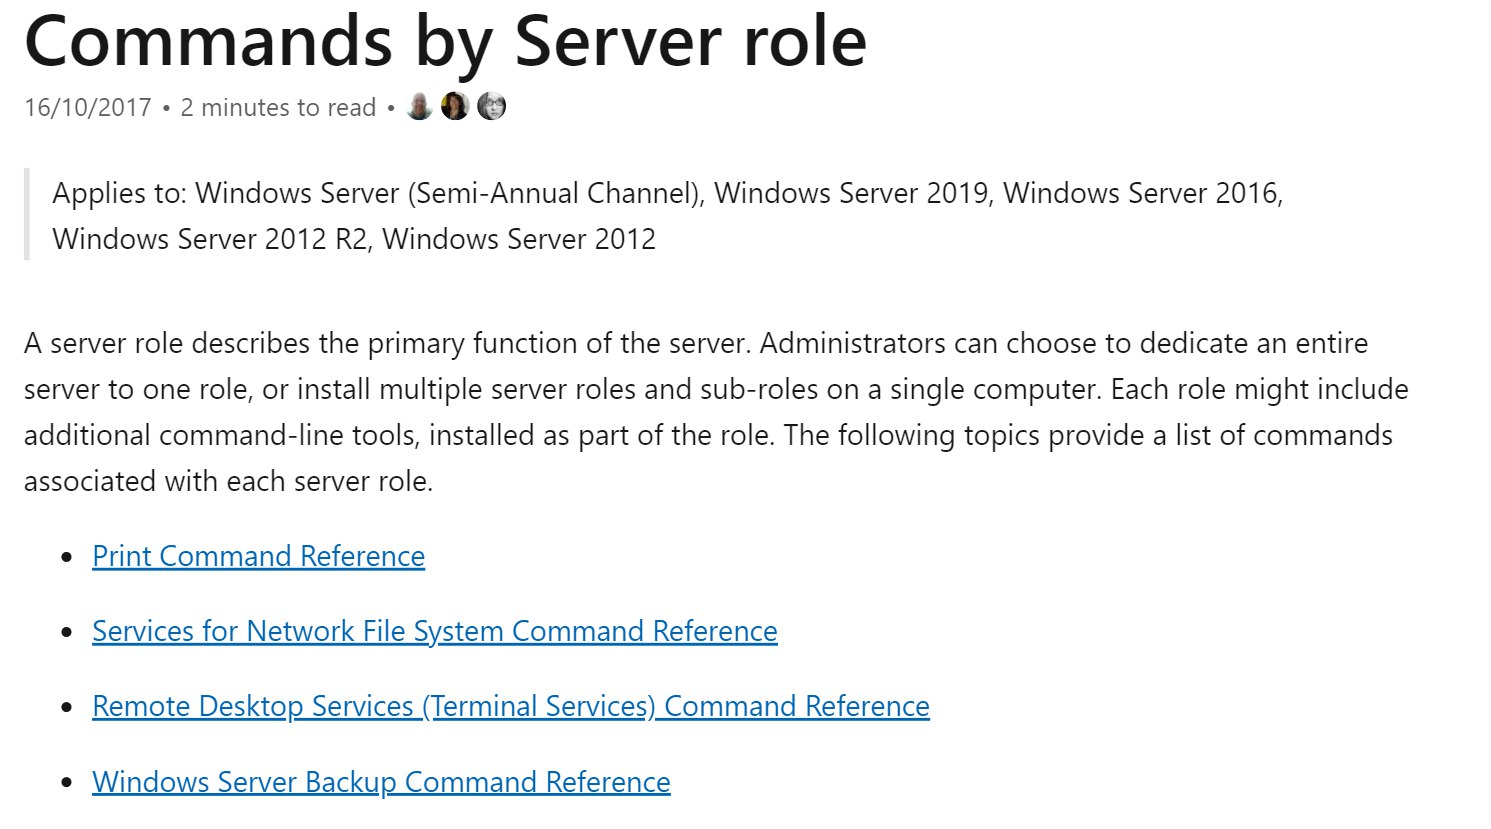 Commands by Server role
16/10/2017 • 2 minutes to read •
Applies to: Windows Server (Semi-Annual Channel), Windows Server 2019, Windows Server 2016,
Windows Server 2012 R2, Windows Server 2012
A server role describes the primary function of the server. Administrators can choose to dedicate an entire
server to one role, or install multiple server roles and sub-roles on a single computer. Each role might include
additional command-line tools, installed as part of the role. The following topics provide a list of commands
associated with each server role.
• Print Command Reference
• Services for Network File System Command Reference
• Remote Desktop Services (Terminal Services) Command Reference
• Windows Server Backup Command Reference